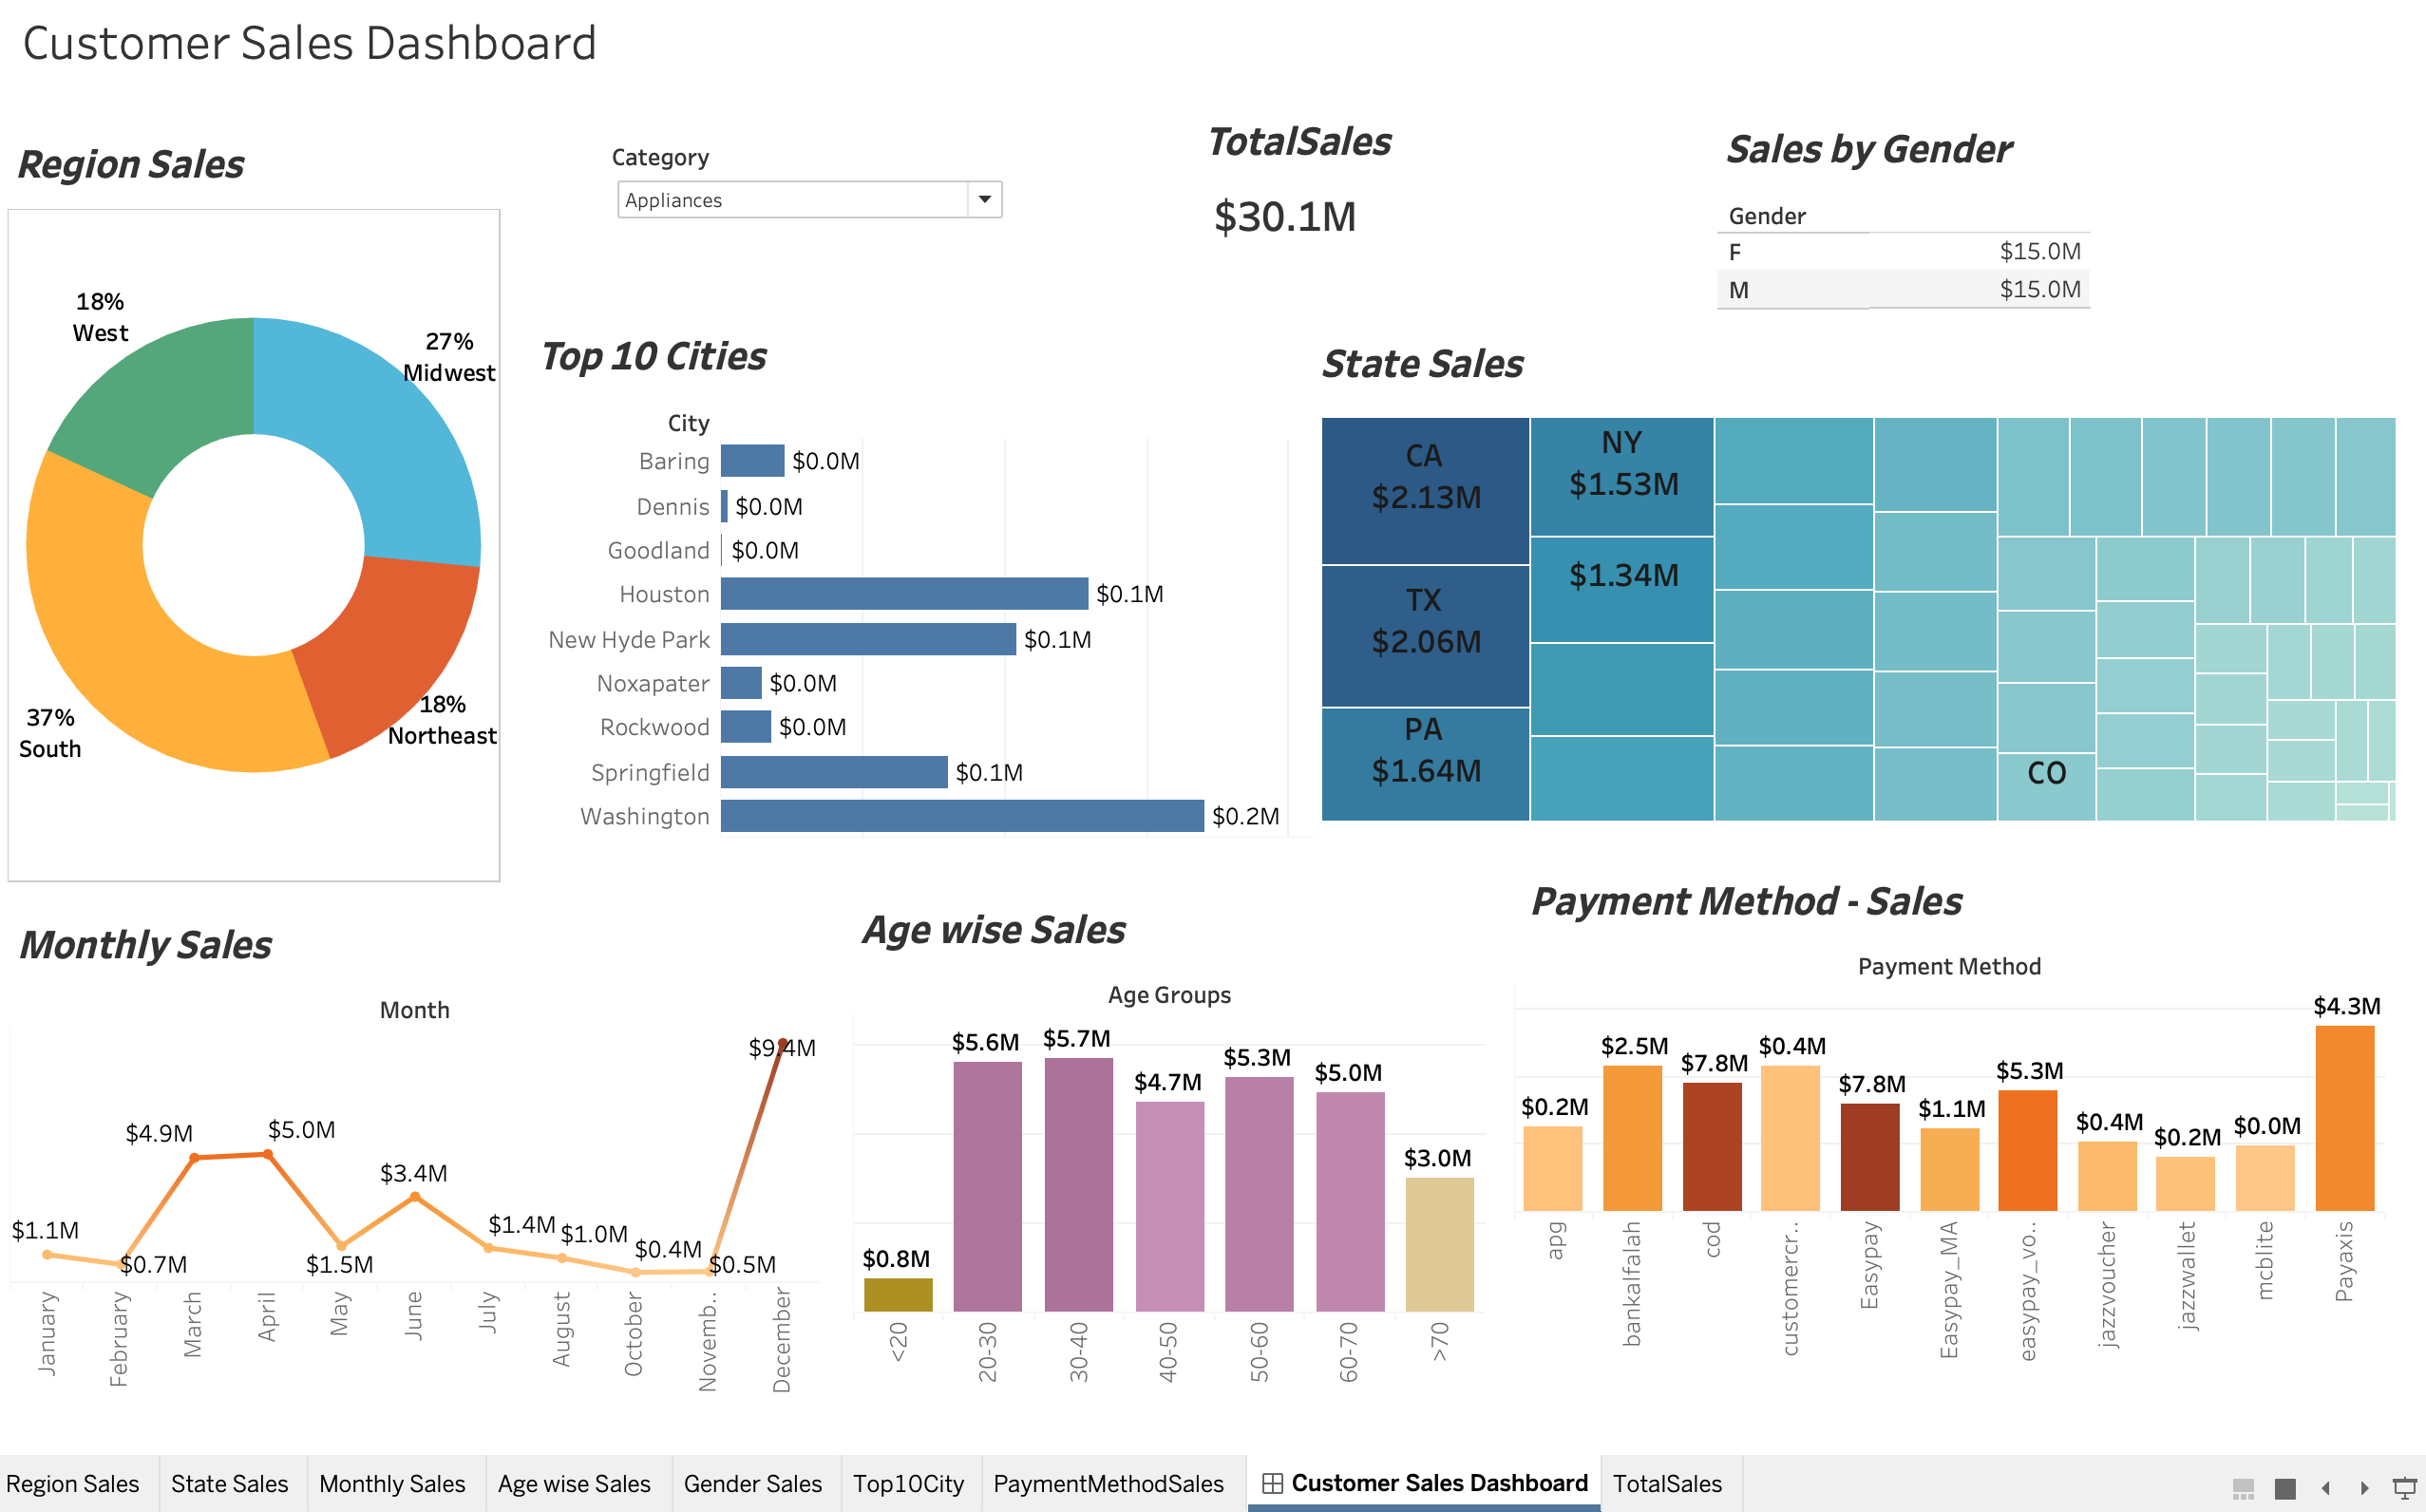 Customer Sales Dashboard
Region Sales
18%
West
27%
Midwest
37%
South
18%
Northeast
Category
Appliances
TotalSales
$30.1M
Sales by Gender
Gender
F $15.0M
M $15.0M
Top 10 Cities
City
Baring $0.0M
Dennis $0.0M
Goodland $0.0M
Houston $0.1M
New Hyde Park $0.1M
Noxapater $0.0M
Rockwood $0.0M
Springfield $0.1M
Washington $0.2M
State Sales
CA
$2.13M
TX
$2.06M
PA
$1.64M
NY
$1.53M
$1.34M
CO
Monthly Sales
Month
$1.1M
$0.7M
$4.9M
$5.0M
$1.5M
$3.4M
$1.4M
$1.0M
$0.4M
$0.5M
$9.4M
January
February
March
April
May
June
July
August
October
Novemb..
December
Age wise Sales
Age Groups
$0.8M
$5.6M
$5.7M
$4.7M
$5.3M
$5.0M
$3.0M
<20
20-30
30-40
40-50
50-60
60-70
>70
Payment Method - Sales
Payment Method
$0.2M
$2.5M
$7.8M
$0.4M
$7.8M
$1.1M
$5.3M
$0.4M
$0.2M
$0.0M
$4.3M
apg
bankalfalah
cod
customercr..
Easypay
Easypay_MA
easypay_vo..
jazzvoucher
jazzwallet
mcblite
Payaxis
Region Sales
State Sales
Monthly Sales
Age wise Sales
Gender Sales
Top10City
PaymentMethodSales
Customer Sales Dashboard
TotalSales